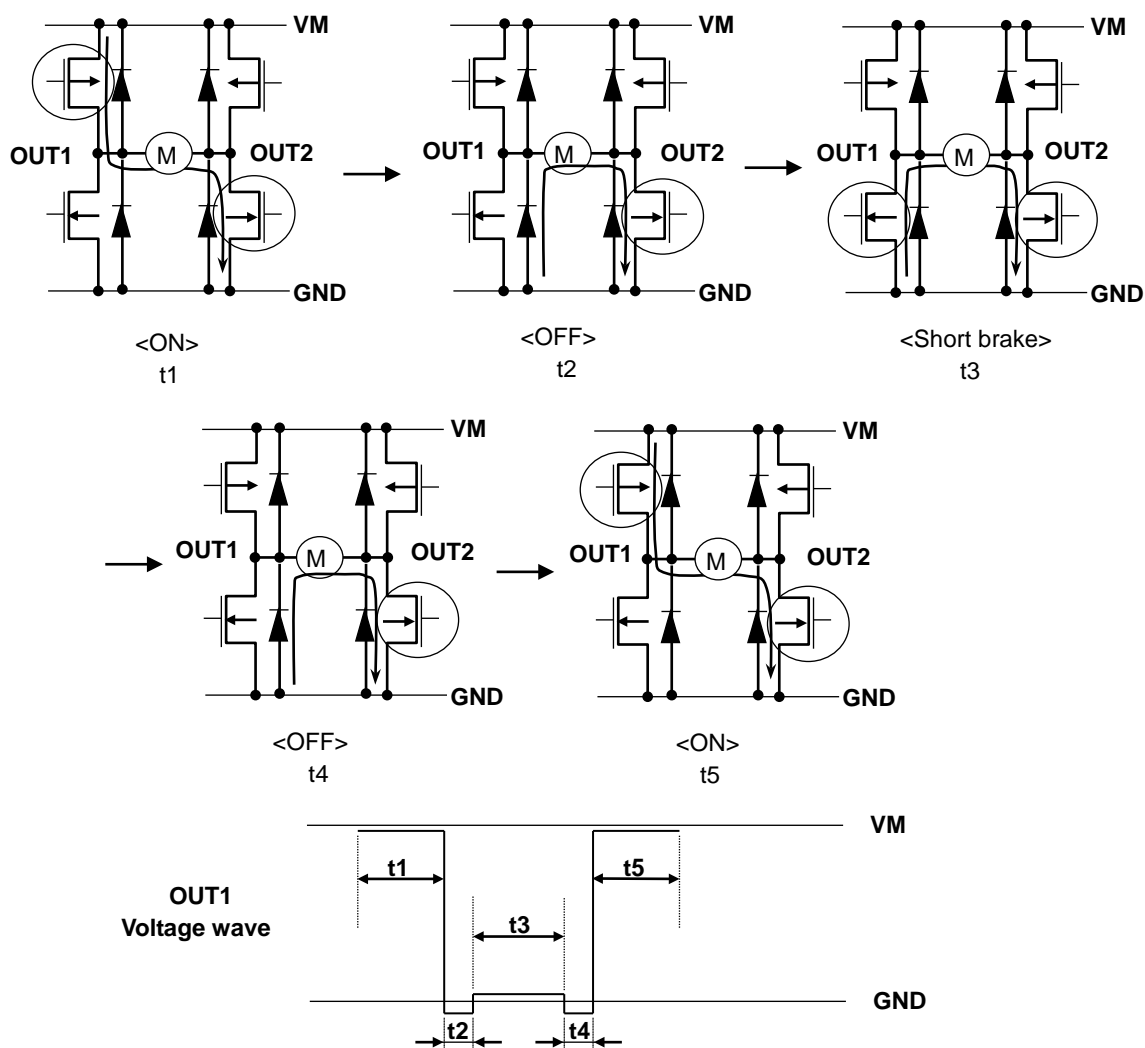 VM
OUT1
M
OUT2
GND
<ON>
t1
VM
OUT1
M
OUT2
GND
<OFF>
t2
VM
OUT1
M
OUT2
GND
<Short brake>
t3
VM
OUT1
M
OUT2
GND
<OFF>
t4
VM
OUT1
M
OUT2
GND
<ON>
t5
VM
t1
t5
OUT1
Voltage wave
t3
GND
t2
t4